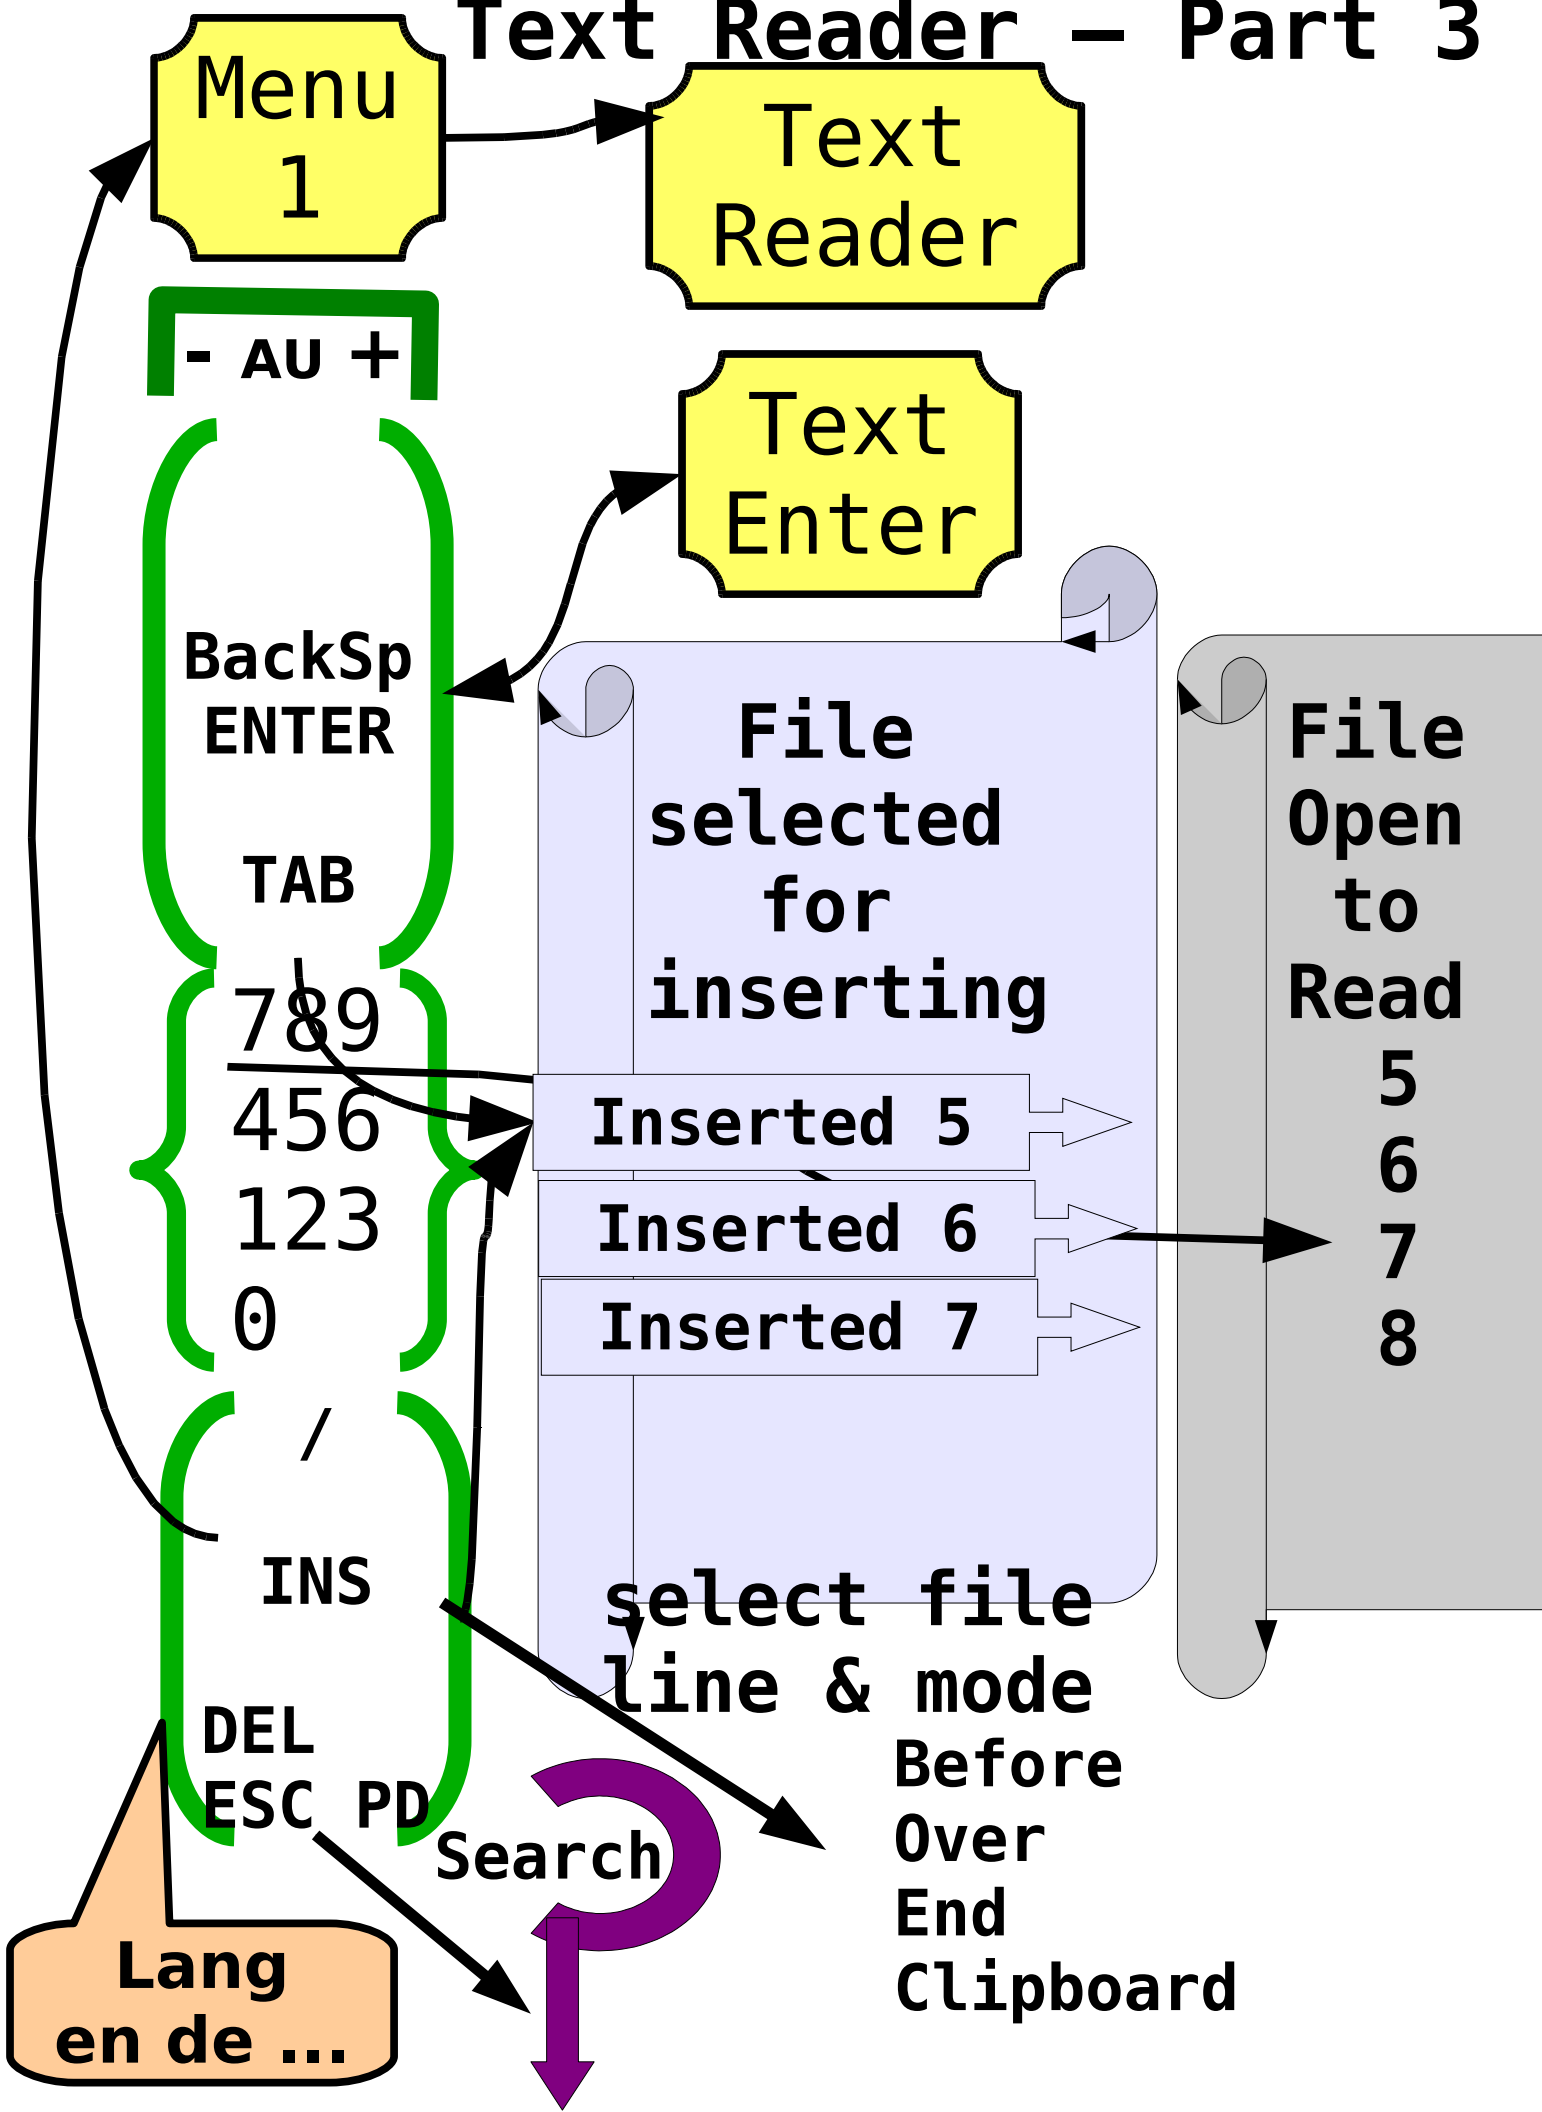 Text Reader – Part 3
Menu
1
Text
Reader
- AU +
Text
Enter
BackSp
ENTER
TAB
789
456
123
0
/
INS
DEL
ESC PD
File
selected
for
inserting
Inserted 5
Inserted 6
Inserted 7
File
Open
to
Read
5
6
7
8
select file
line & mode
Before
Over
End
Clipboard
Search
Lang
en de ...